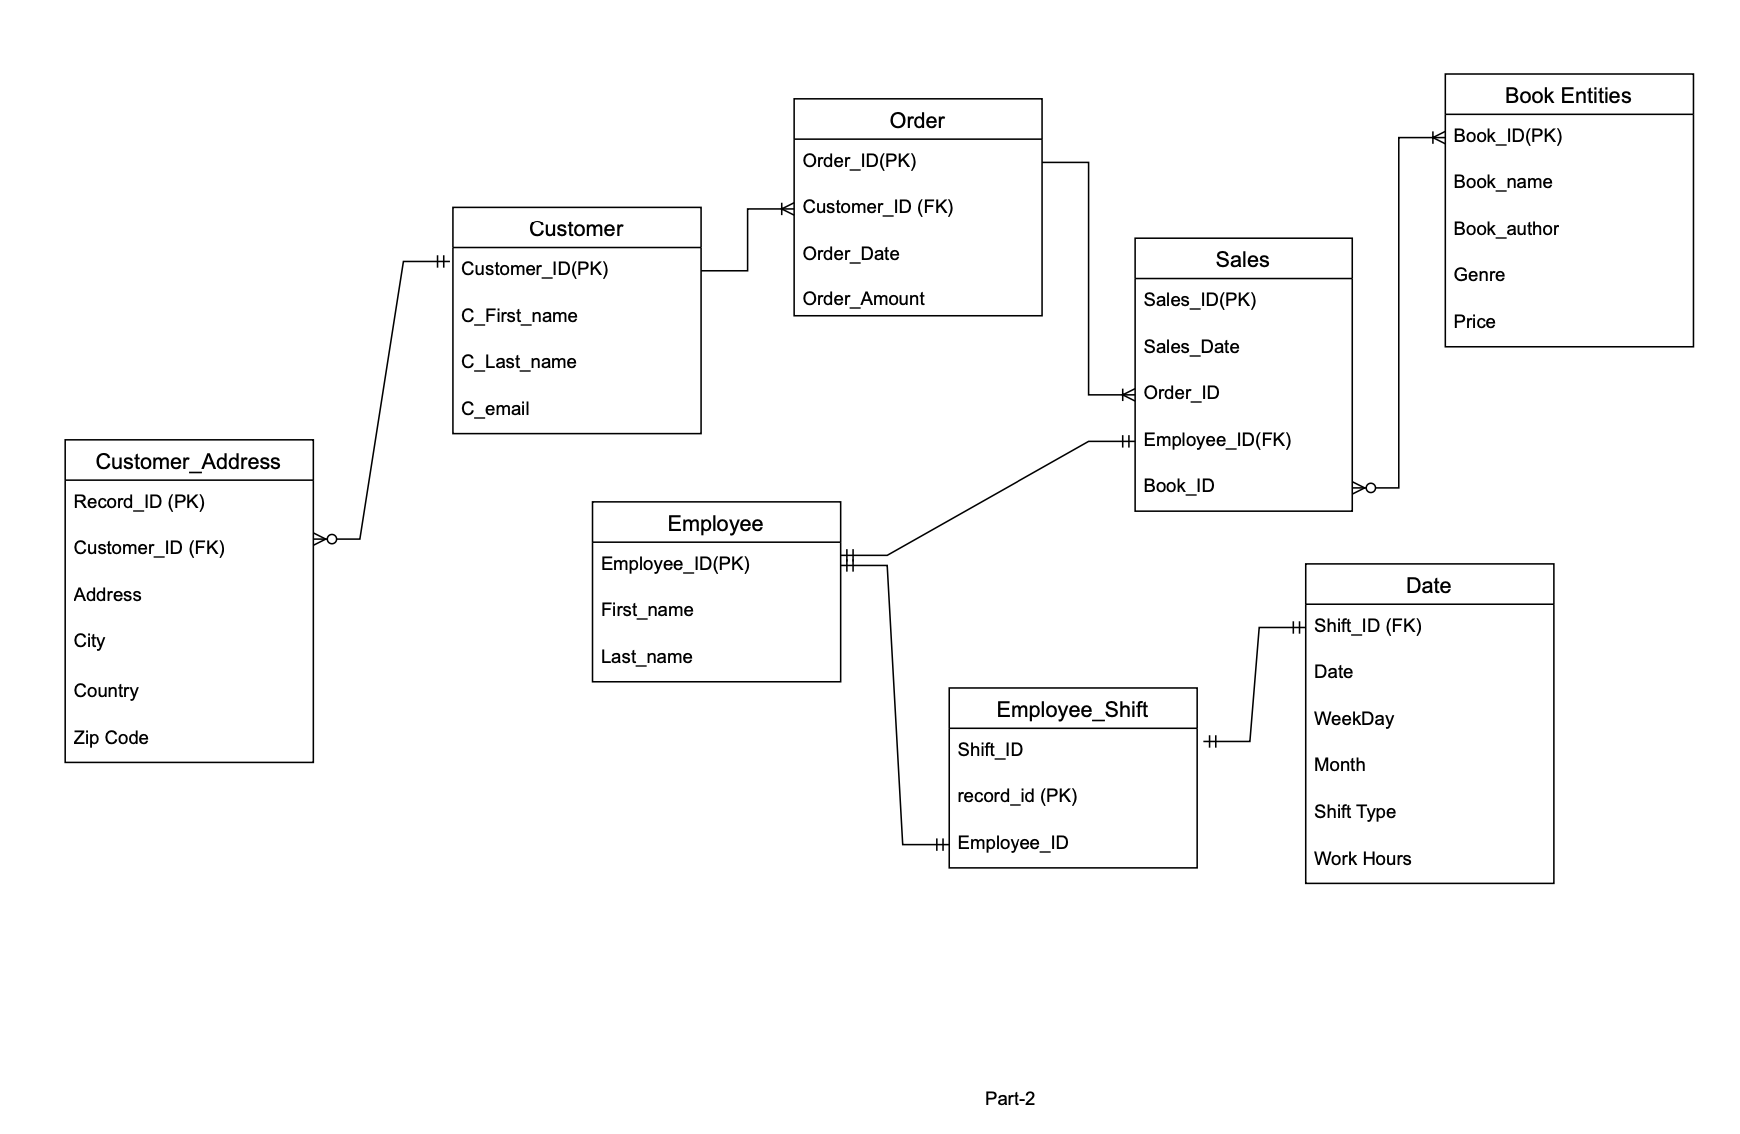 Book Entities
Book_ID(PK)
Book_name
Book_author
Genre
Price
Order
Order_ID(PK)
Customer_ID (FK)
Order_Date
Order_Amount
Customer
Customer_ID(PK)
C_First_name
C_Last_name
C_email
Sales
Sales_ID(PK)
Sales_Date
Order_ID
Employee_ID(FK)
Book_ID
Customer_Address
Record_ID (PK)
Customer_ID (FK)
Address
City
Country
Zip Code
Employee
Employee_ID(PK)
First_name
Last_name
Date
Shift_ID (FK)
Date
WeekDay
Month
Shift Type
Work Hours
Employee_Shift
Shift_ID
record_id (PK)
Employee_ID
Part-2